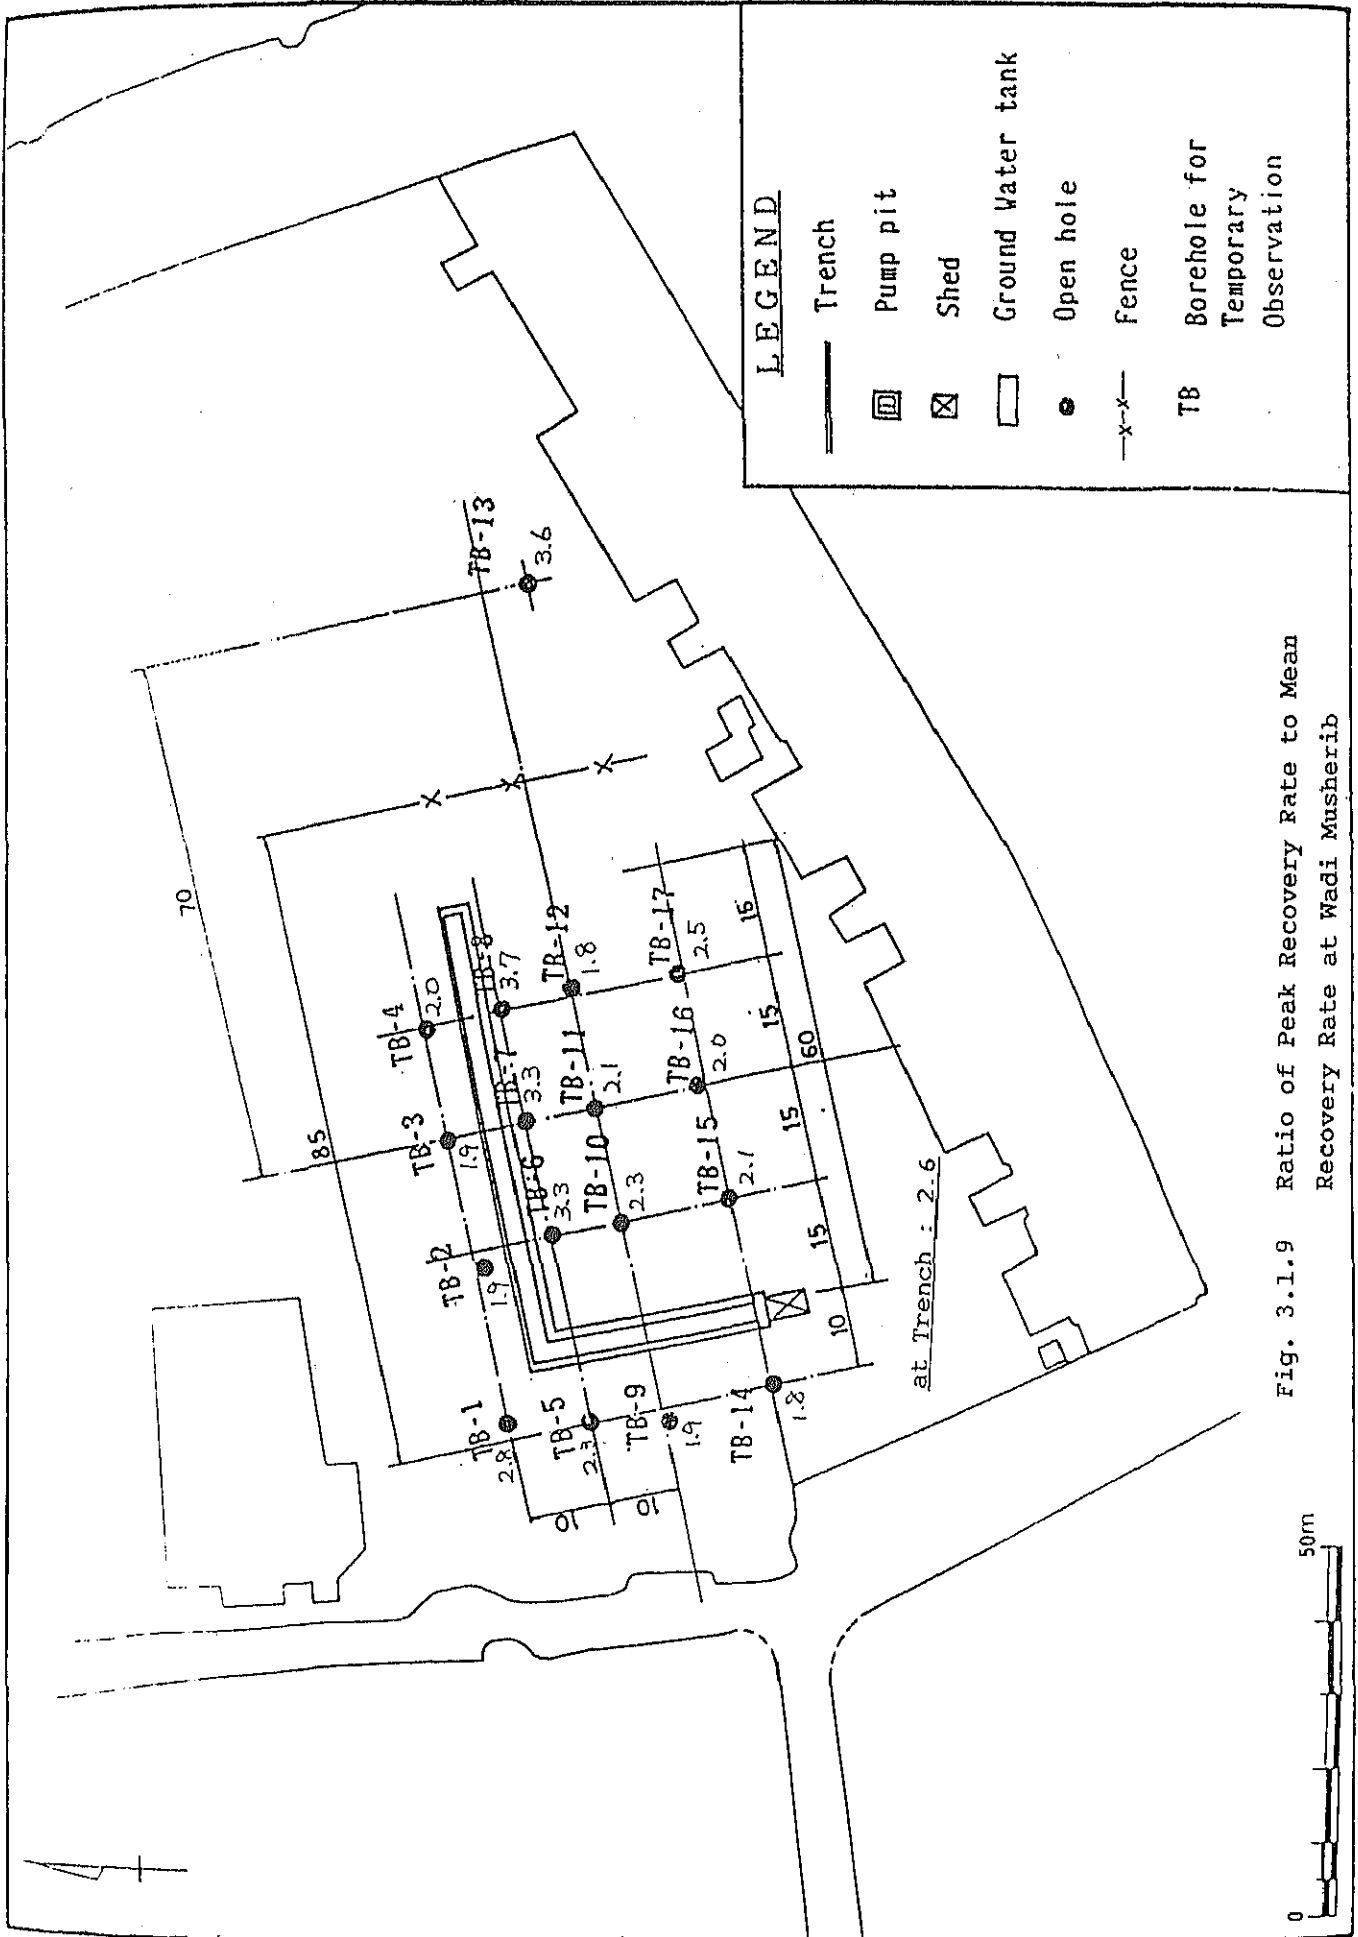 70
85
TB-13
3.6
TB-4
2.0
TB-3
1.9
TB-2
1.9
TB-1
2.8
TB-8
3.7
TB-7
3.3
TB-6
3.3
TB-5
2.3
TB-12
1.8
TB-11
2.1
TB-10
2.3
TB-9
1.9
TB-17
2.5
TB-16
2.0
TB-15
2.1
TB-14
1.8
10
10
10
15
15
15
15
60
at Trench : 2.6
LEGEND
Trench
Pump pit
Shed
Ground Water tank
Open hole
—x—x— Fence
TB Borehole for
Temporary
Observation
0 50m
Fig. 3.1.9 Ratio of Peak Recovery Rate to Mean
Recovery Rate at Wadi Musherib